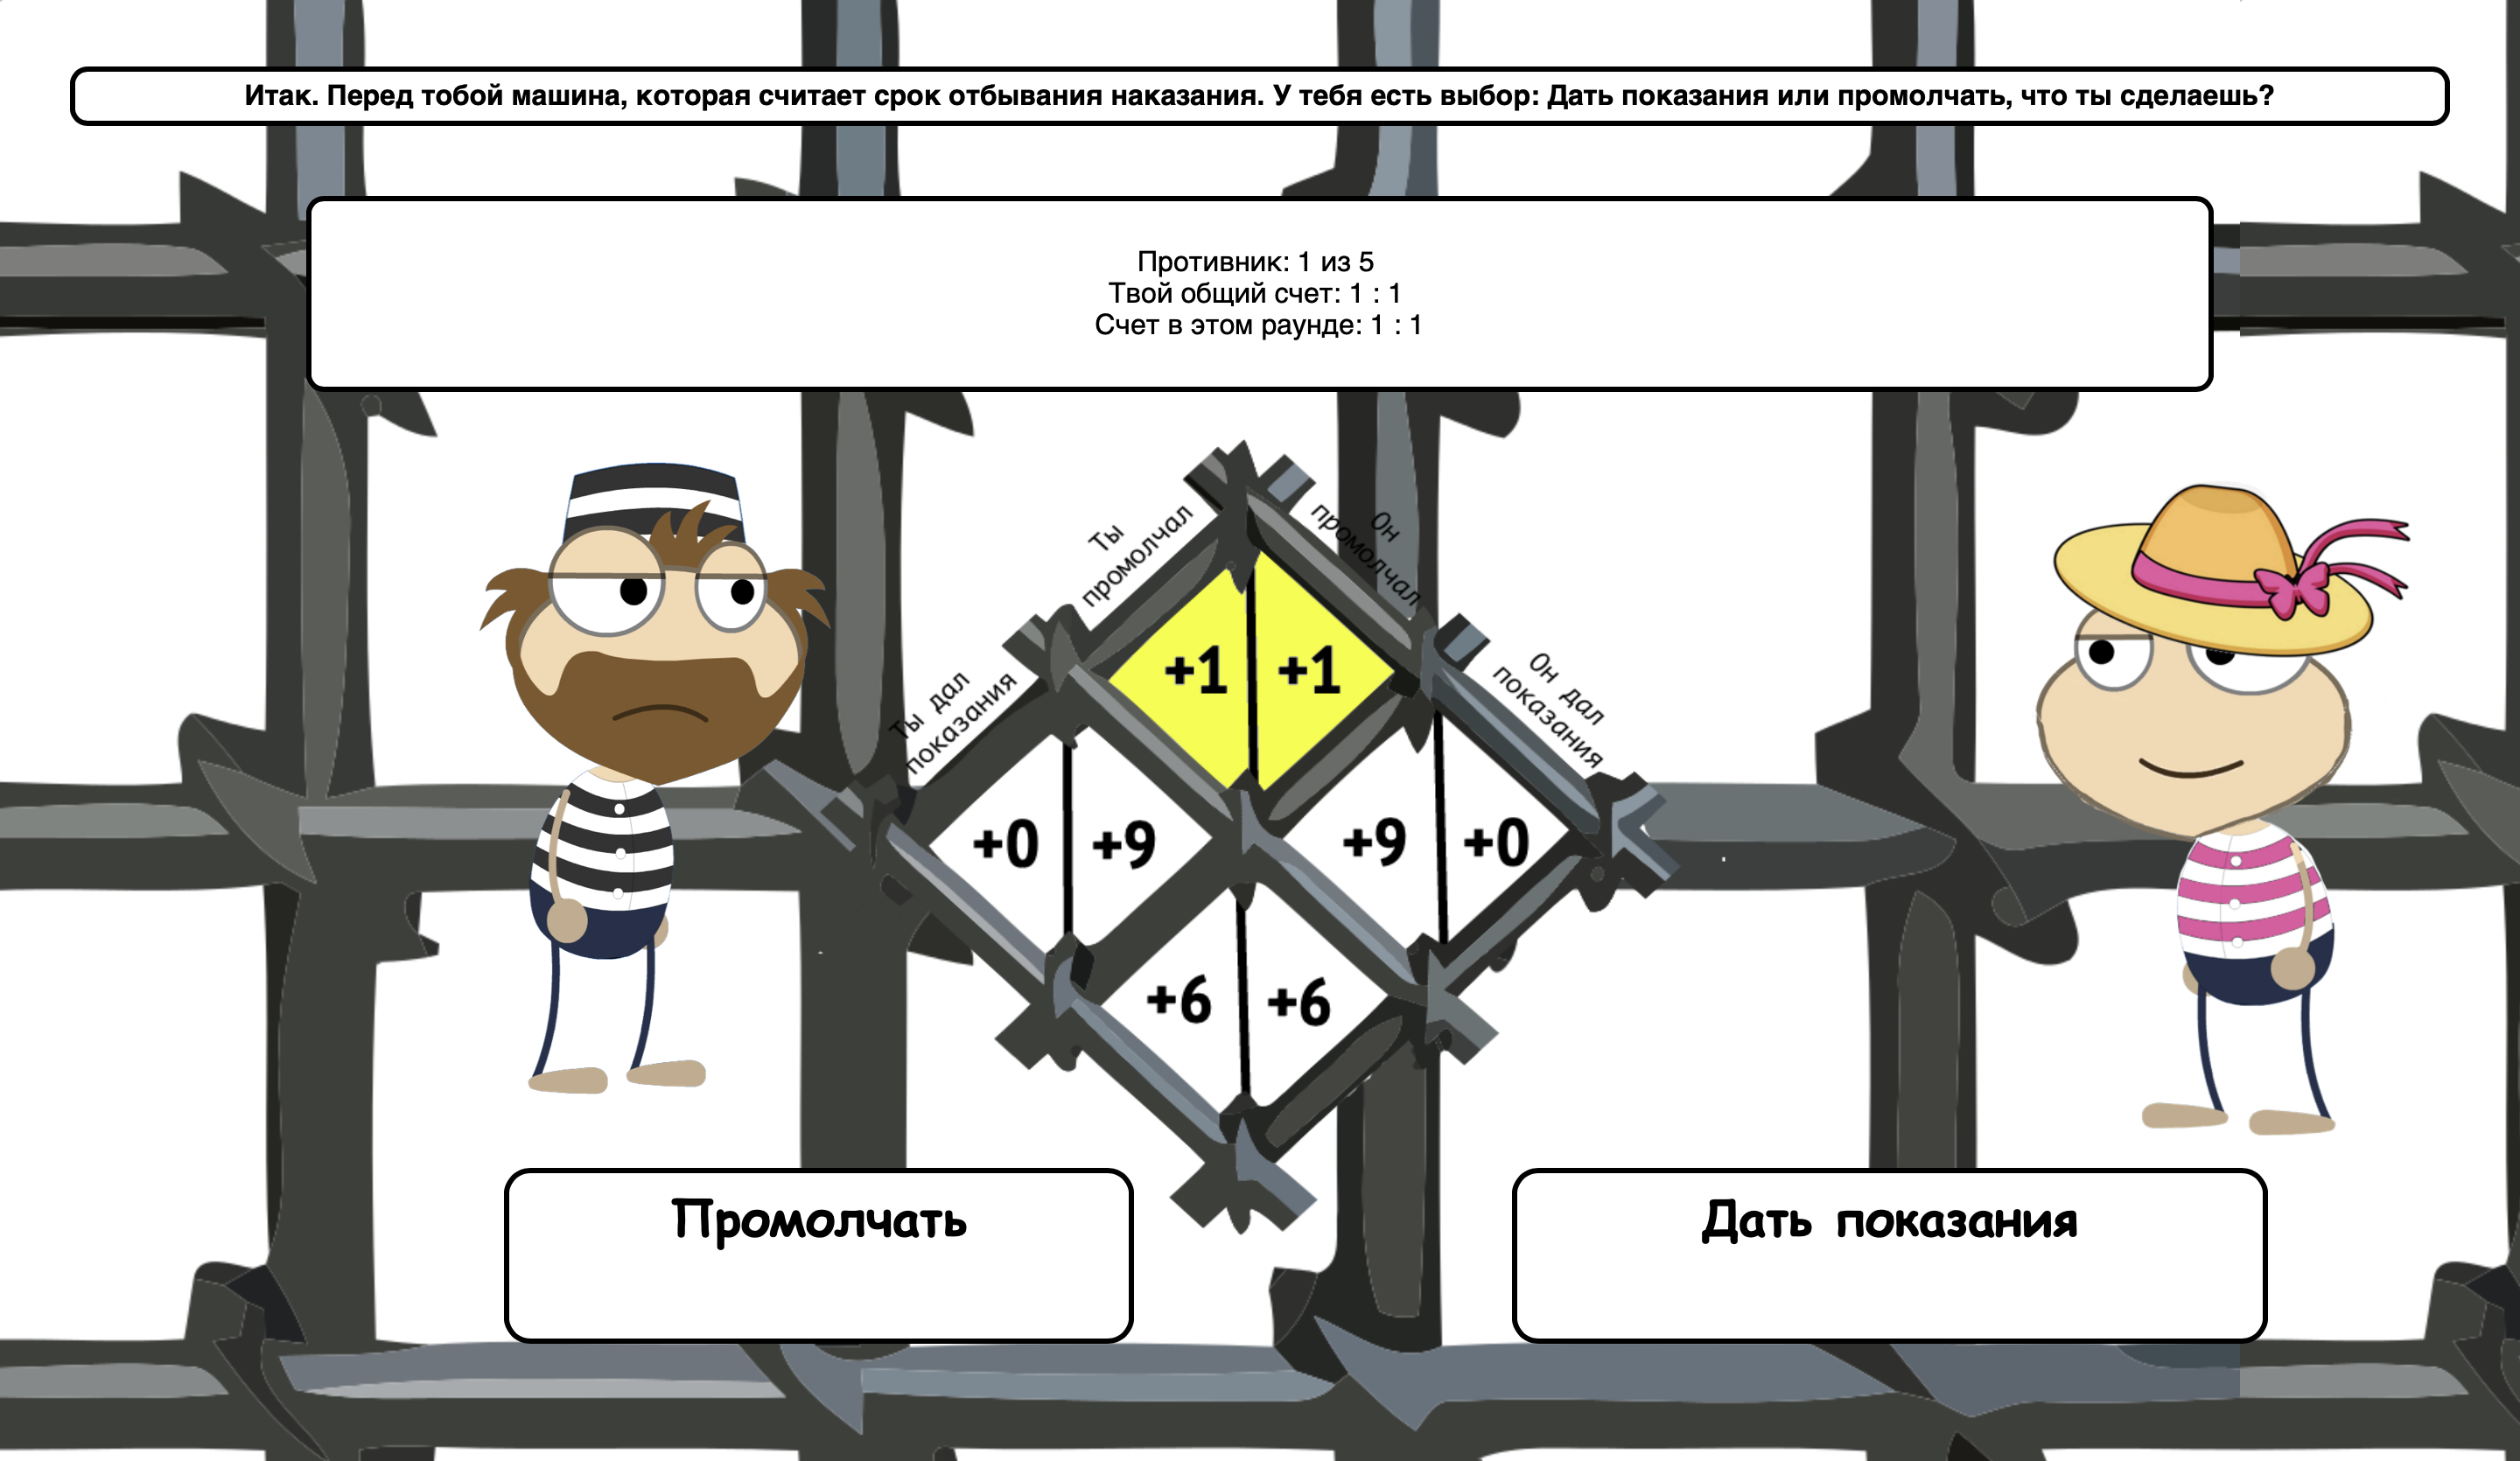 Итак. Перед тобой машина, которая считает срок отбывания наказания. У тебя есть выбор: Дать показания или промолчать, что ты сделаешь?
Противник: 1 из 5
Твой общий счет: 1 : 1
Счет в этом раунде: 1 : 1
Ты
промолчал
Он
промолчал
Ты дал
показания
Он дал
показания
+1 +1
+0 +9
+9 +0
+6 +6
Промолчать
Дать показания